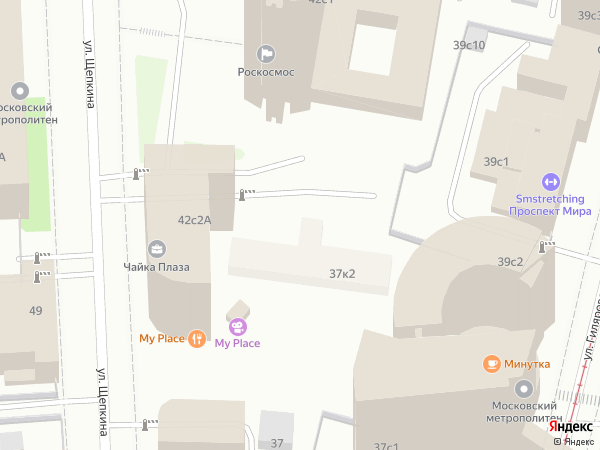 42с1
39с3
39с10
Роскосмос
ул. Щепкина
Московский
метрополитен
39с1
Smstretching
Проспект Мира
42с2А
Чайка Плаза
37к2
39с2
49
My Place
My Place
ул. Гиляров
Минутка
ул. Щепкина
Московский
метрополитен
37
37с1
Яндекс
© Яндекс